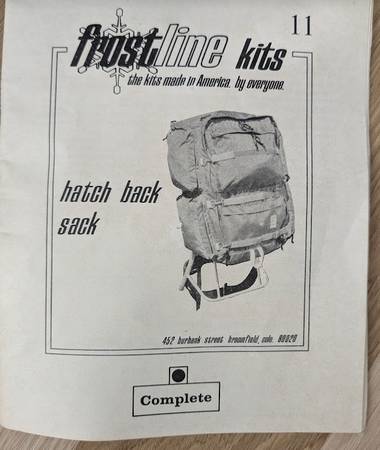 11
frostline kits
the kits made in America. by everyone.
hatch back
sack
452 burbank street broomfield, colo. 80020
Complete